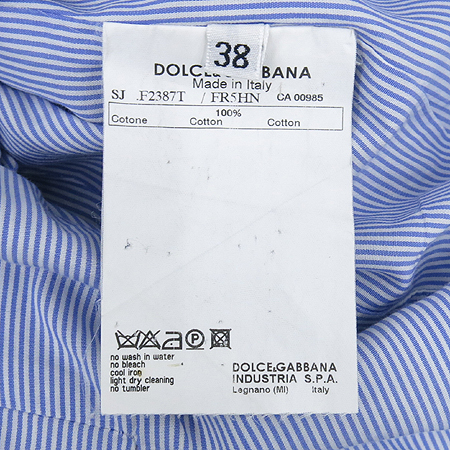 38
DOLCE&GABBANA
Made in Italy
SJ .F2387T / FR5HN CA 00985
100%
Cotone Cotton Cotton
no wash in water
no bleach
cool iron
light dry cleaning
no tumbler
DOLCE&GABBANA
INDUSTRIA S.P.A.
Legnano (MI) Italy